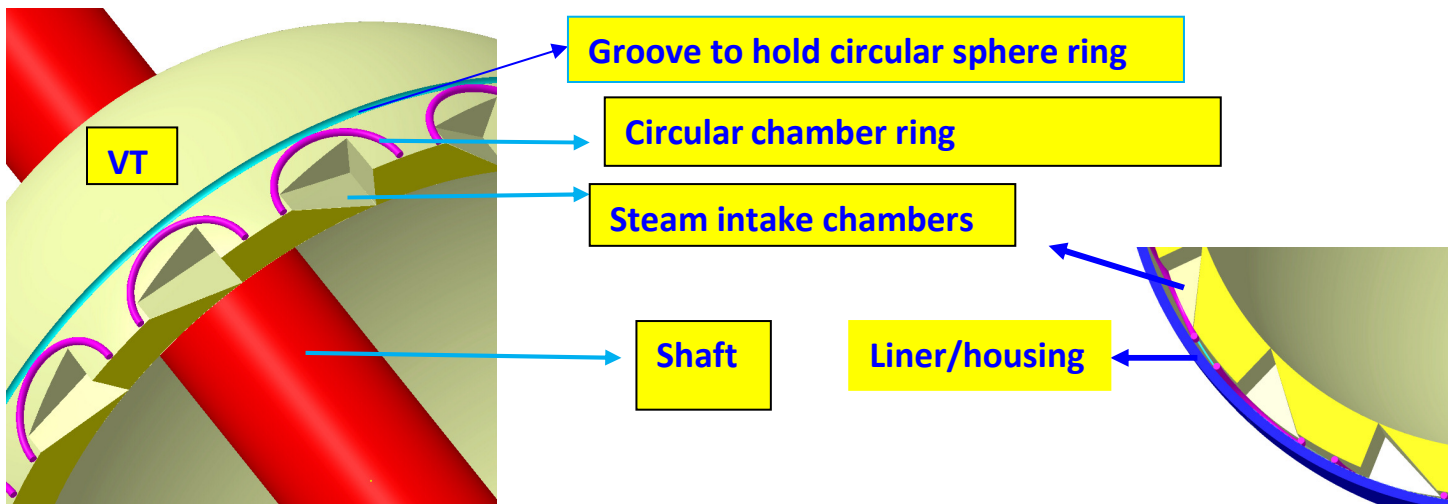 Groove to hold circular sphere ring
Circular chamber ring
VT
Steam intake chambers
Shaft
Liner/housing